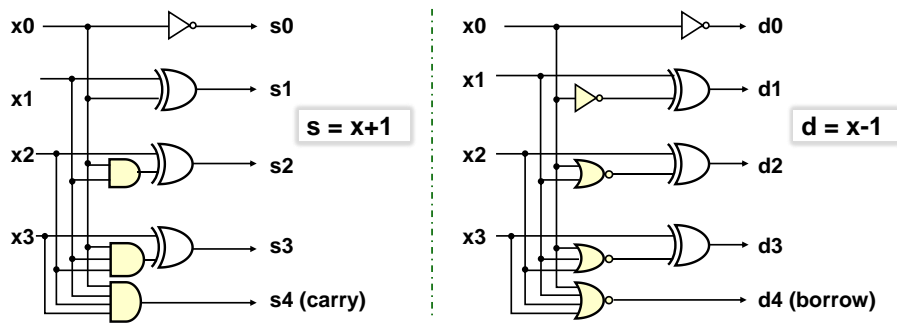 x0
s0
x1
s1
s = x+1
x2
s2
x3
s3
s4 (carry)
x0
d0
x1
d1
d = x-1
x2
d2
x3
d3
d4 (borrow)